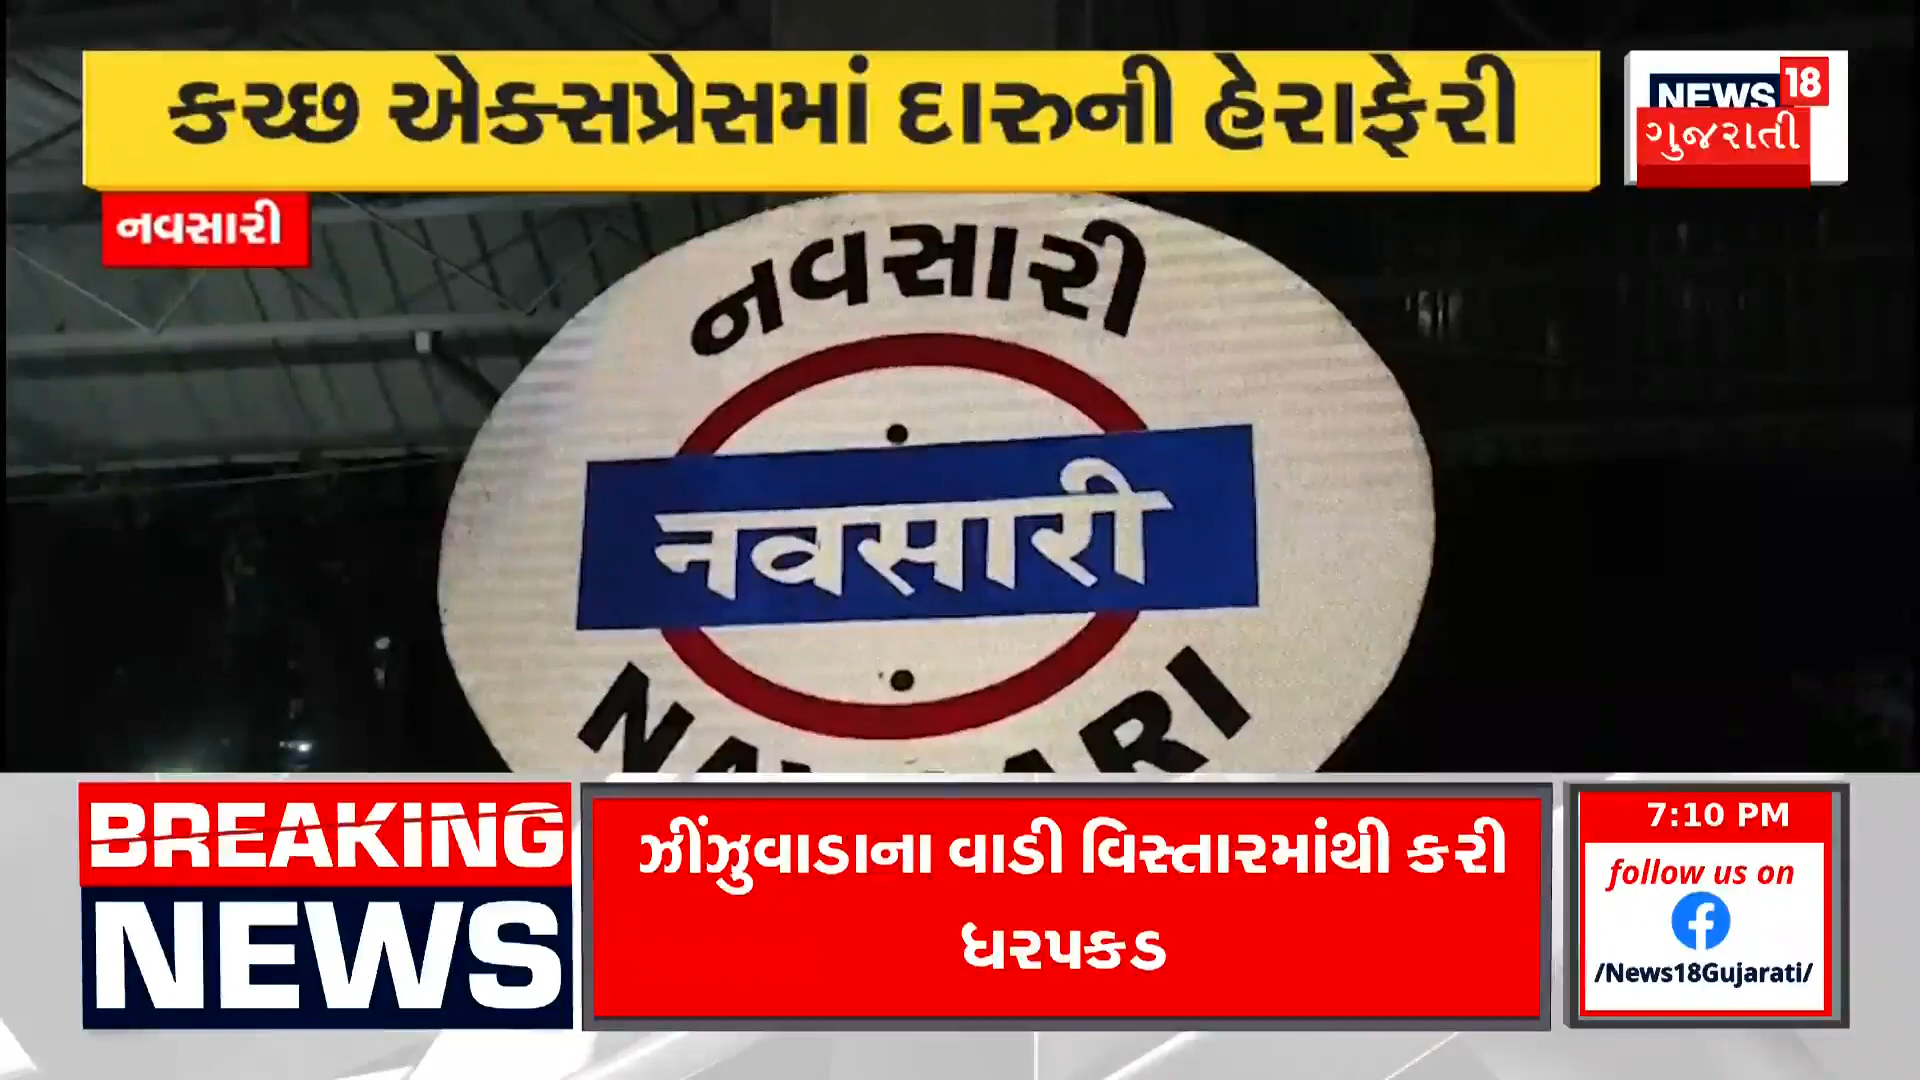 કચ્છ એક્સપ્રેસમાં દારુની હેરાફેરી
NEWS 18
ગુજરાતી
નવસારી
નવસારી
नवसारी
BREAKING
NEWS
ઝીંઝુવાડાના વાડી વિસ્તારમાંથી કરી
ધરપકડ
7:10 PM
follow us on
/News18Gujarati/